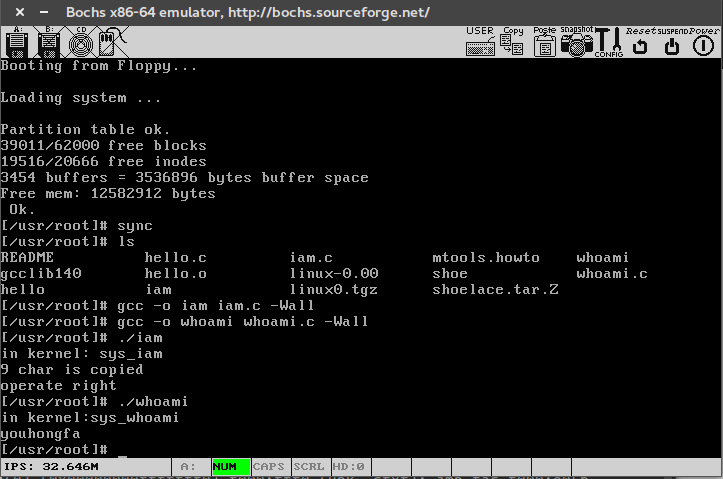 Bochs x86-64 emulator, http://bochs.sourceforge.net/
A: B: CD USER Copy Paste snapshot CONFIG Reset SUSPEND Power
Booting from Floppy...
Loading system ...
Partition table ok.
39011/62000 free blocks
19516/20666 free inodes
3454 buffers = 3536896 bytes buffer space
Free mem: 12582912 bytes
Ok.
[/usr/root]# sync
[/usr/root]# ls
README hello.c iam.c mtools.howto whoami
gcclib140 hello.o linux-0.00 shoe whoami.c
hello iam linux0.tgz shoelace.tar.Z
[/usr/root]# gcc -o iam iam.c -Wall
[/usr/root]# gcc -o whoami whoami.c -Wall
[/usr/root]# ./iam
in kernel: sys_iam
9 char is copied
operate right
[/usr/root]# ./whoami
in kernel:sys_whoami
youhongfa
[/usr/root]# _
IPS: 32.646M A: NUM CAPS SCRL HD:0